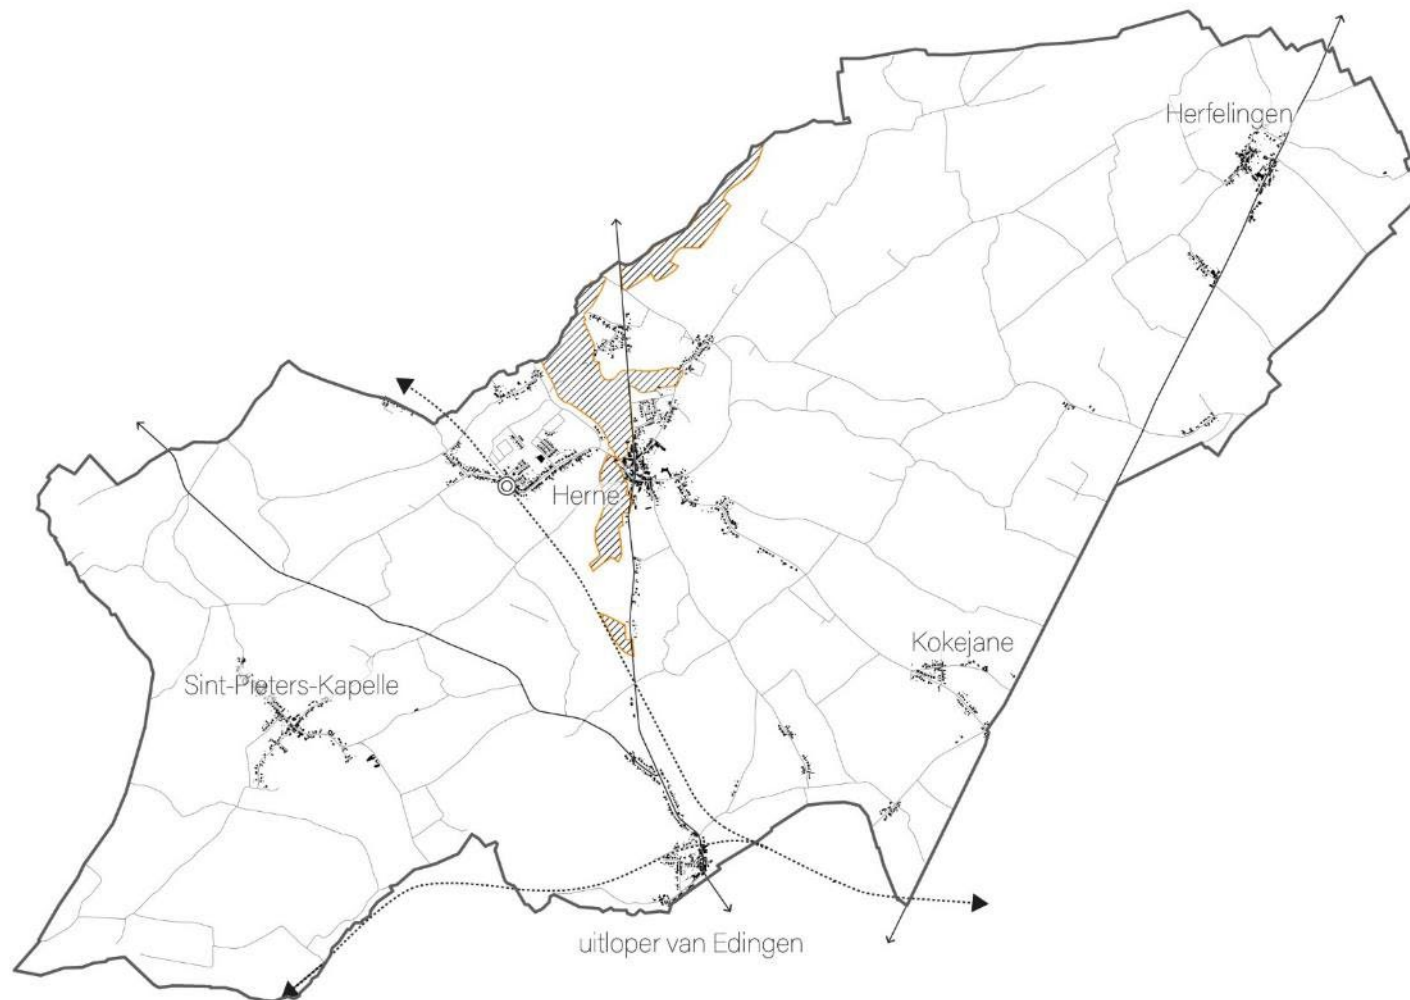 Herfelingen
Herne
Kokejane
Sint-Pieters-Kapelle
uitloper van Edingen